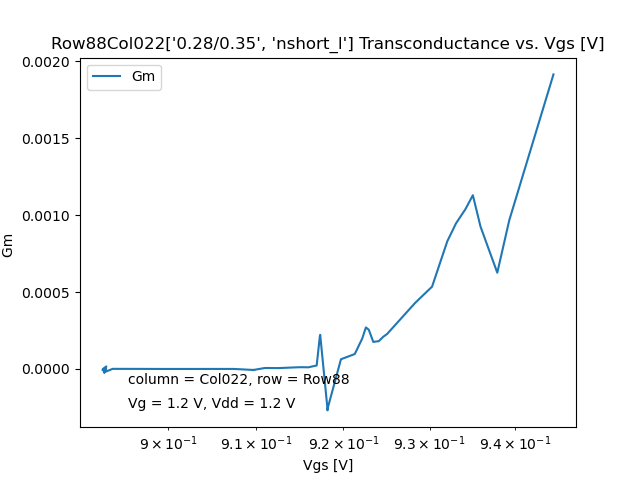 Row88Col022['0.28/0.35', 'nshort_l'] Transconductance vs. Vgs [V]
Gm
0.0020
0.0015
0.0010
0.0005
0.0000
Gm
column = Col022, row = Row88
Vg = 1.2 V, Vdd = 1.2 V
9 × 10⁻¹ 9.1 × 10⁻¹ 9.2 × 10⁻¹ 9.3 × 10⁻¹ 9.4 × 10⁻¹
Vgs [V]